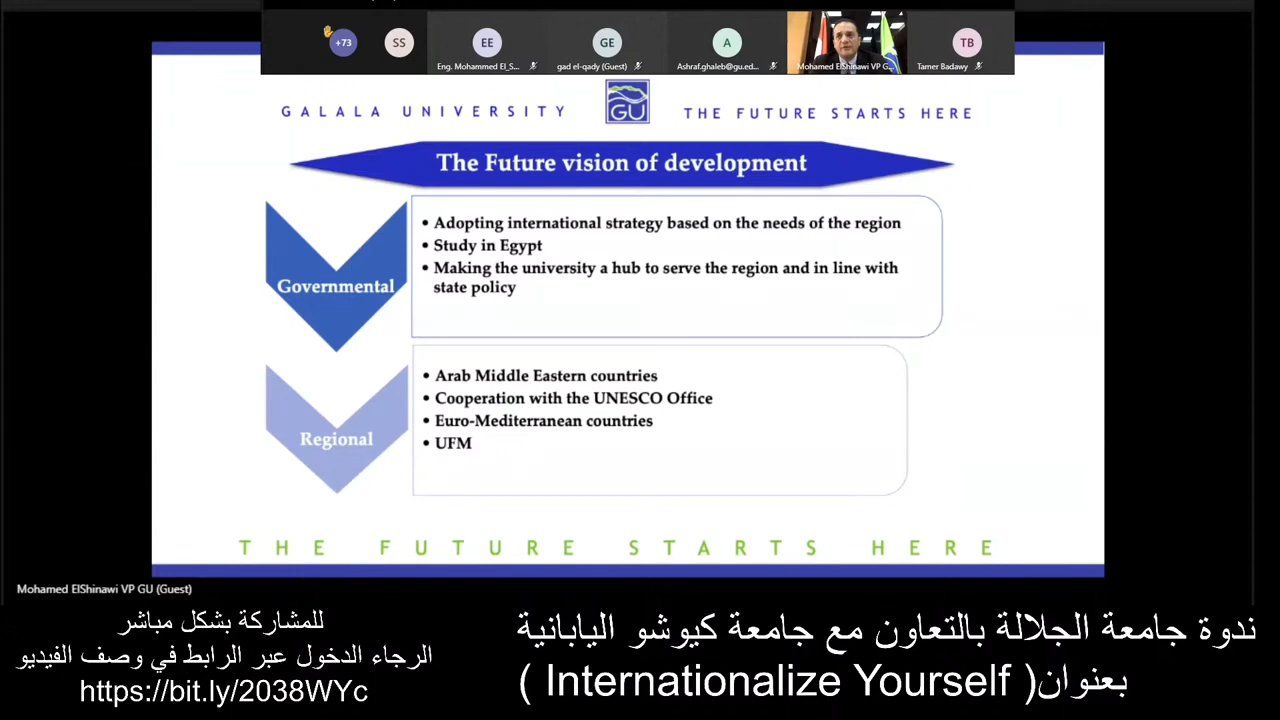 +73
SS
EE
GE
A
TB
Eng. Mohammed El_S...
gad el-qady (Guest)
Ashraf.ghaleb@gu.ed...
Mohamed ElShinawi VP G...
Tamer Badawy
GALALA UNIVERSITY
GU
THE FUTURE STARTS HERE
The Future vision of development
Governmental
• Adopting international strategy based on the needs of the region
• Study in Egypt
• Making the university a hub to serve the region and in line with
state policy
Regional
• Arab Middle Eastern countries
• Cooperation with the UNESCO Office
• Euro-Mediterranean countries
• UFM
THE FUTURE STARTS HERE
Mohamed ElShinawi VP GU (Guest)
ندوة جامعة الجلالة بالتعاون مع جامعة كيوشو اليابانية
بعنوان( Internationalize Yourself )
للمشاركة بشكل مباشر
الرجاء الدخول عبر الرابط في وصف الفيديو
https://bit.ly/2038WYc